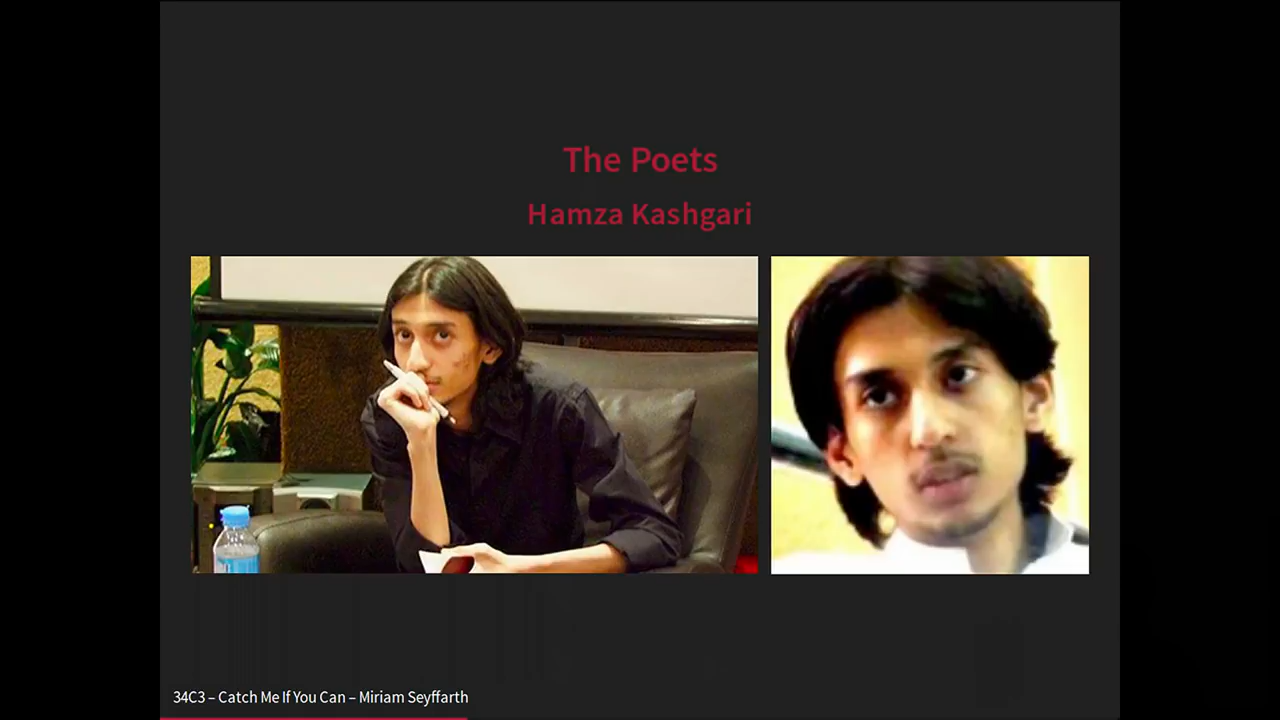 The Poets
Hamza Kashgari
34C3 – Catch Me If You Can – Miriam Seyffarth